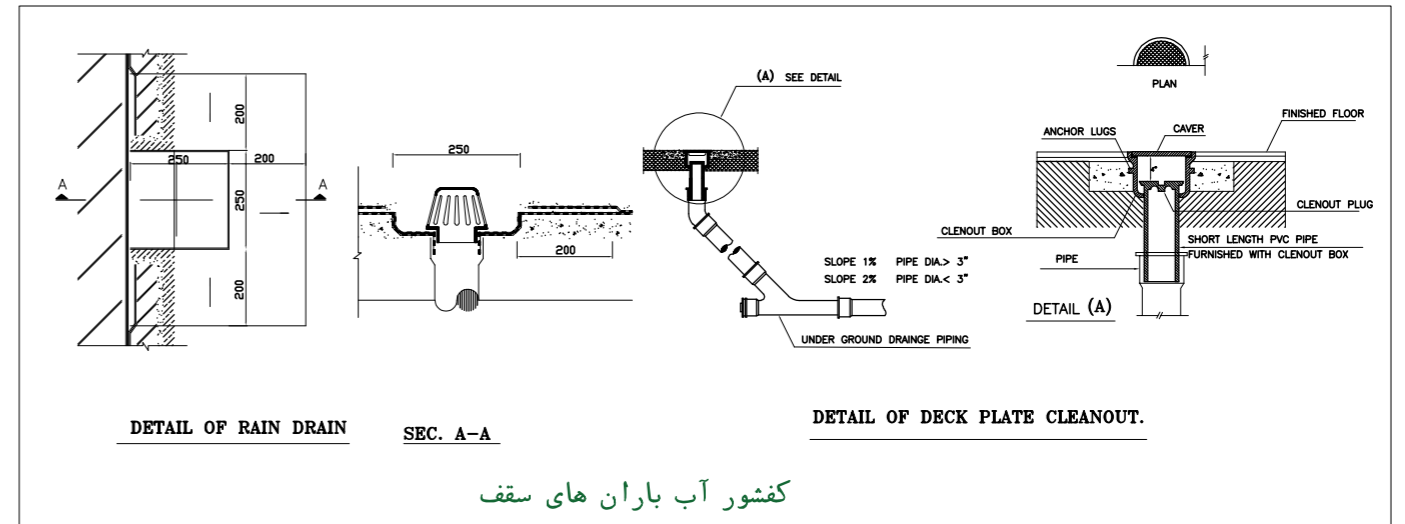 200
250
200
A
A
250
200
DETAIL OF RAIN DRAIN
250
200
SEC. A-A
(A) SEE DETAIL
SLOPE 1% PIPE DIA.> 3"
SLOPE 2% PIPE DIA.< 3"
UNDER GROUND DRAINGE PIPING
DETAIL OF DECK PLATE CLEANOUT.
PLAN
FINISHED FLOOR
ANCHOR LUGS
CAVER
CLENOUT PLUG
CLENOUT BOX
SHORT LENGTH PVC PIPE
FURNISHED WITH CLENOUT BOX
PIPE
DETAIL (A)
کفشور آب باران های سقف